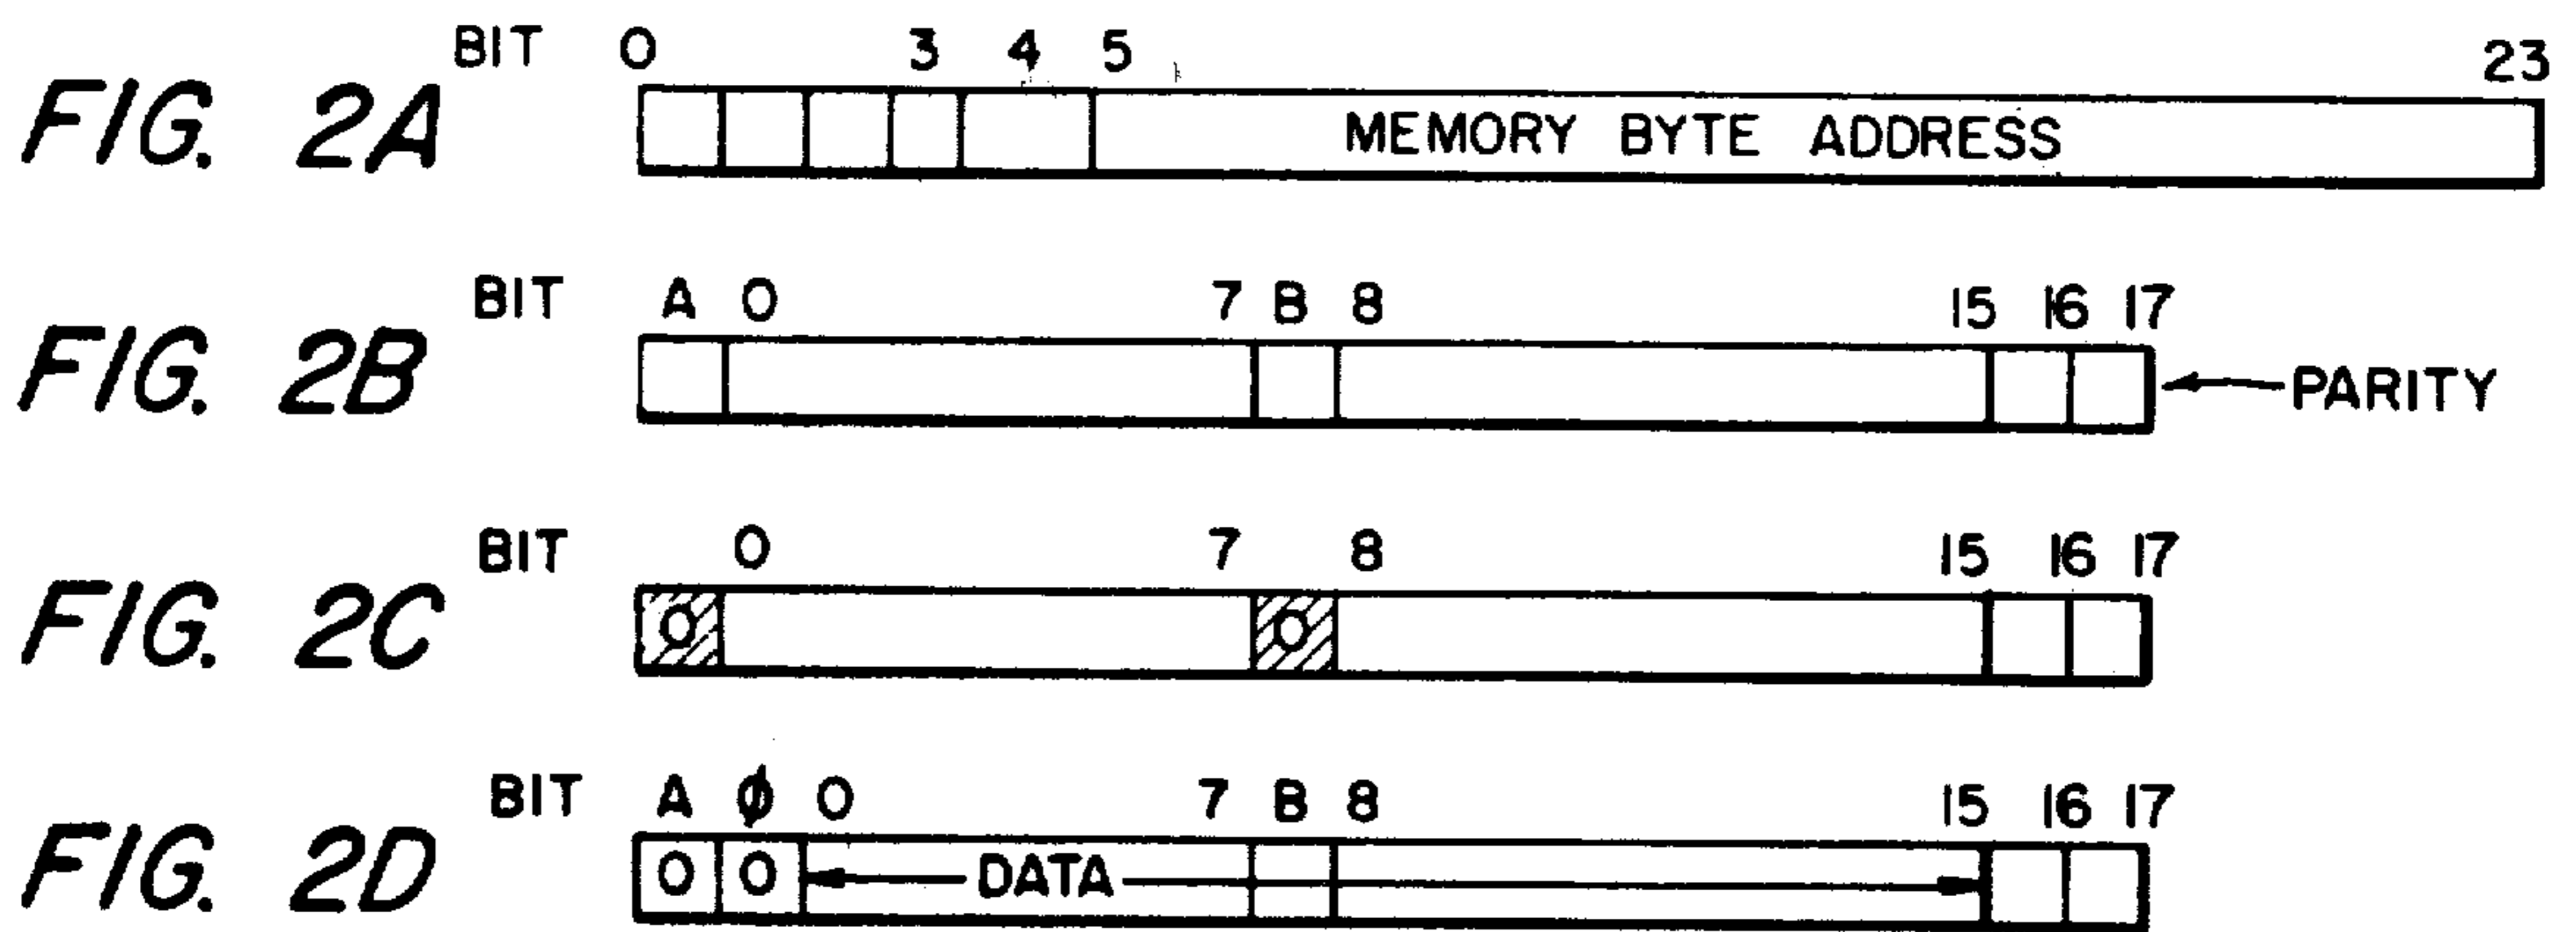 FIG. 2A BIT 0 3 4 5 23
MEMORY BYTE ADDRESS
FIG. 2B BIT A 0 7 B 8 15 16 17
PARITY
FIG. 2C BIT 0 7 8 15 16 17
0 0
FIG. 2D BIT A ϕ 0 7 B 8 15 16 17
0 0 DATA